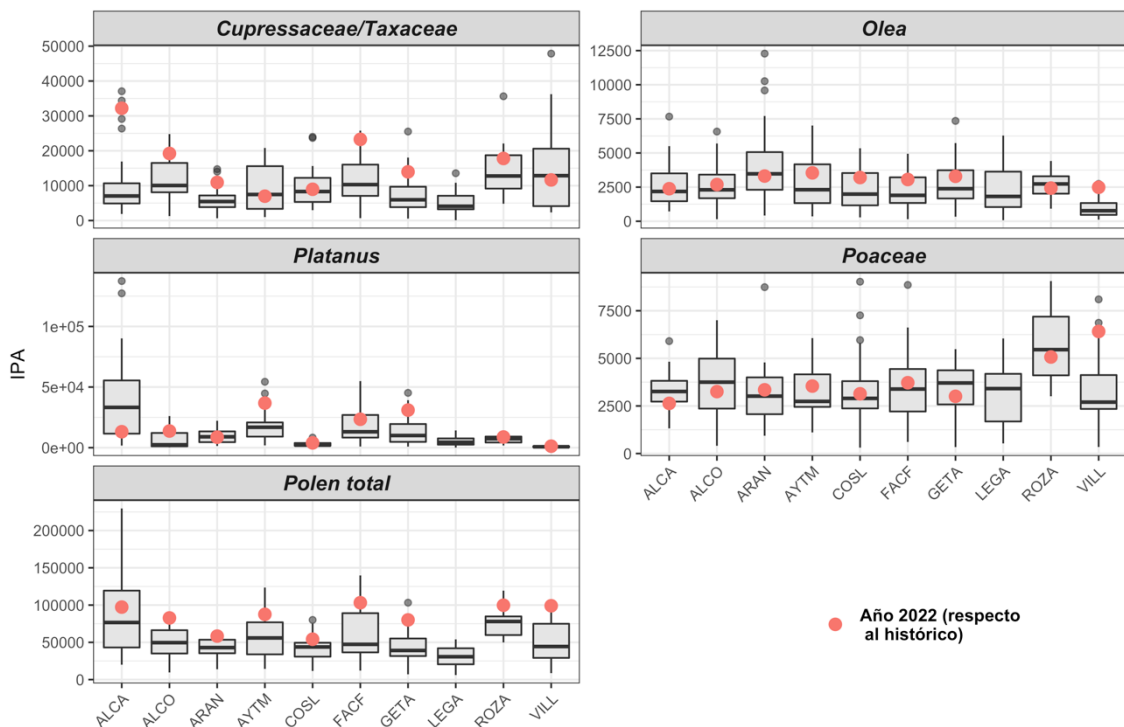 Cupressaceae/Taxaceae
50000
40000
30000
20000
10000
0
Olea
12500
10000
7500
5000
2500
0
Platanus
1e+05
5e+04
0e+00
Poaceae
7500
5000
2500
0
ALCA
ALCO
ARAN
AYTM
COSL
FACF
GETA
LEGA
ROZA
VILL
IPA
Polen total
200000
150000
100000
50000
0
ALCA
ALCO
ARAN
AYTM
COSL
FACF
GETA
LEGA
ROZA
VILL
Año 2022 (respecto
al histórico)